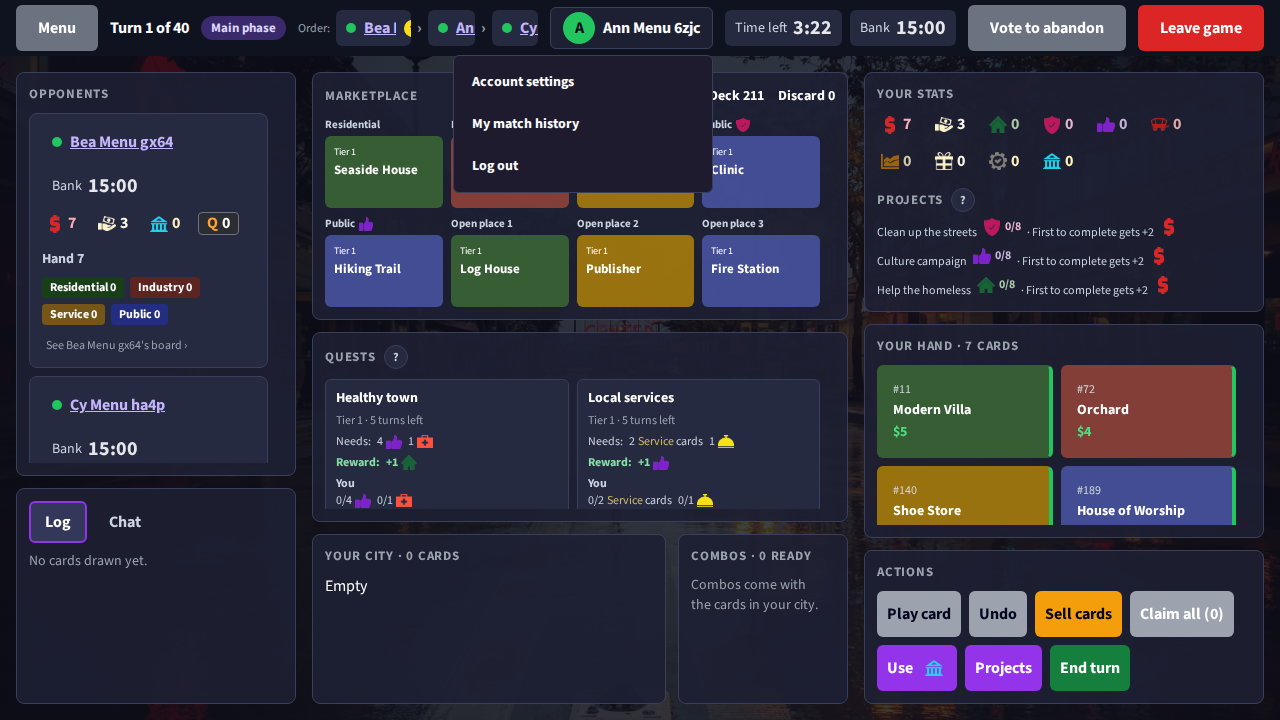 Menu
Turn 1 of 40
Main phase
Order:
Bea
›
An
›
Cy
A
Ann Menu 6zjc
Time left 3:22
Bank 15:00
Vote to abandon
Leave game
Account settings
My match history
Log out
OPPONENTS
Bea Menu gx64
Bank 15:00
7 3 0 Q 0
Hand 7
Residential 0 Industry 0
Service 0 Public 0
See Bea Menu gx64's board ›
Cy Menu ha4p
Bank 15:00
Log Chat
No cards drawn yet.
MARKETPLACE
Deck 211 Discard 0
Residential
Tier 1
Seaside House
Clinic
Public
Tier 1
Hiking Trail
Open place 1
Tier 1
Log House
Open place 2
Tier 1
Publisher
Open place 3
Tier 1
Fire Station
QUESTS ?
Healthy town
Tier 1 · 5 turns left
Needs: 4 1
Reward: +1
You
0/4 0/1
Local services
Tier 1 · 5 turns left
Needs: 2 Service cards 1
Reward: +1
You
0/2 Service cards 0/1
YOUR CITY · 0 CARDS
Empty
COMBOS · 0 READY
Combos come with
the cards in your city.
YOUR STATS
7 3 0 0 0 0
0 0 0 0
PROJECTS ?
Clean up the streets 0/8 · First to complete gets +2
Culture campaign 0/8 · First to complete gets +2
Help the homeless 0/8 · First to complete gets +2
YOUR HAND · 7 CARDS
#11
Modern Villa
$5
#72
Orchard
$4
#140
Shoe Store
#189
House of Worship
ACTIONS
Play card Undo Sell cards Claim all (0)
Use Projects End turn